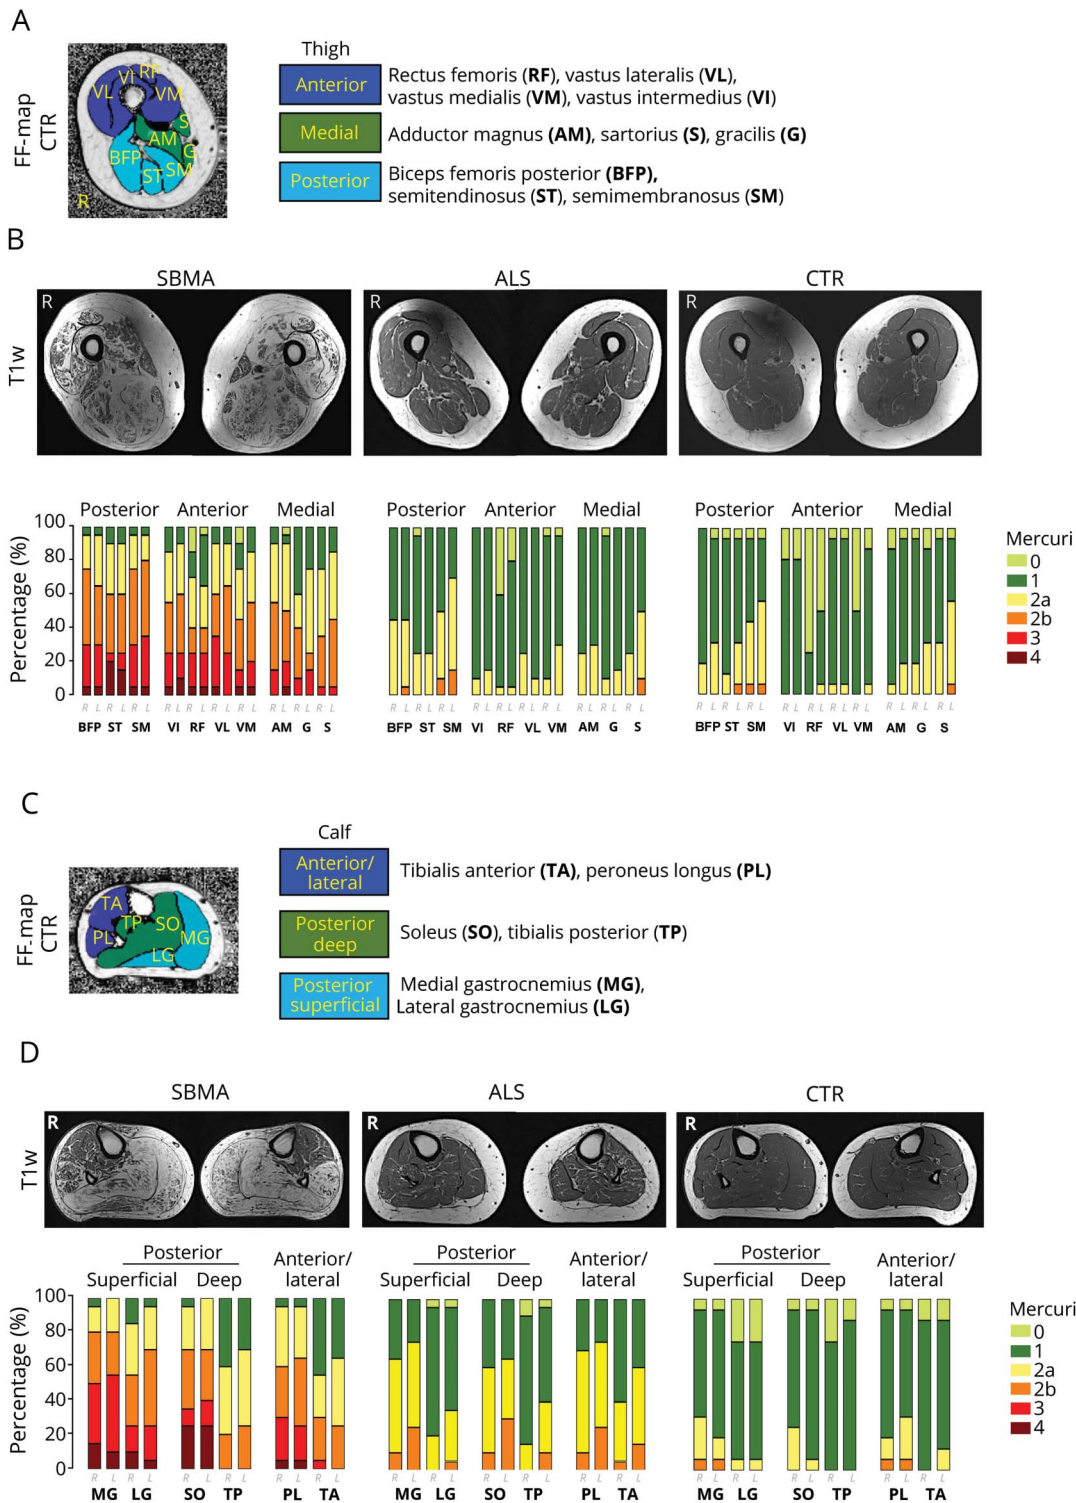 A
Thigh
FF-map
CTR
VL
VI
RF
VM
S
AM
G
BFP
ST
SM
R
Anterior
Rectus femoris (RF), vastus lateralis (VL),
vastus medialis (VM), vastus intermedius (VI)
Medial
Adductor magnus (AM), sartorius (S), gracilis (G)
Posterior
Biceps femoris posterior (BFP),
semitendinosus (ST), semimembranosus (SM)
B
SBMA ALS CTR
T1w
R R R
Posterior Anterior Medial Posterior Anterior Medial Posterior Anterior Medial
Percentage (%)
100
80
60
40
20
0
R L R L R L R L R L R L R L R L R L R L R L R L R L R L R L R L R L R L R L R L R L R L R L R L R L R L R L R L R L R L
BFP ST SM VI RF VL VM AM G S BFP ST SM VI RF VL VM AM G S BFP ST SM VI RF VL VM AM G S
Mercuri
0
1
2a
2b
3
4
C
Calf
FF-map
CTR
TA
TP
SO
PL
MG
LG
Anterior/
lateral
Tibialis anterior (TA), peroneus longus (PL)
Posterior
deep
Soleus (SO), tibialis posterior (TP)
Posterior
superficial
Medial gastrocnemius (MG),
Lateral gastrocnemius (LG)
D
SBMA ALS CTR
T1w
R R R
Posterior Anterior/ Posterior Anterior/ Posterior Anterior/
Superficial Deep lateral Superficial Deep lateral Superficial Deep lateral
Percentage (%)
100
80
60
40
20
0
R L R L R L R L R L R L R L R L R L R L R L R L R L R L R L R L R L R L
MG LG SO TP PL TA MG LG SO TP PL TA MG LG SO TP PL TA
Mercuri
0
1
2a
2b
3
4